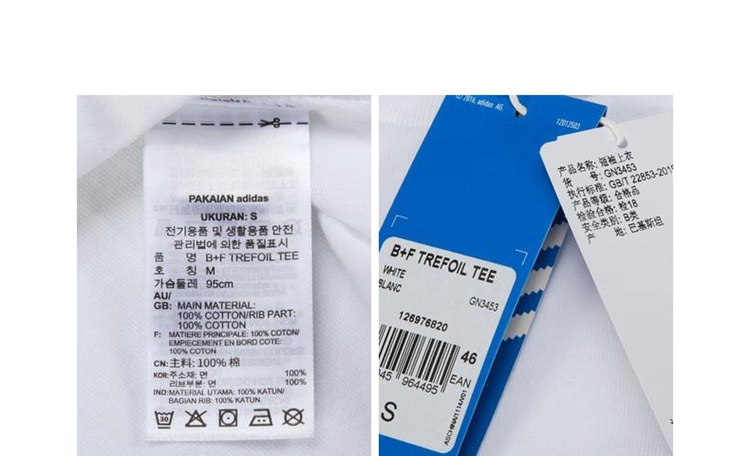 PAKAIAN adidas
UKURAN: S
전기용품 및 생활용품 안전
관리법에 의한 품질표시
품 명 B+F TREFOIL TEE
호 칭 M
가슴둘레 95cm
AU/
GB: MAIN MATERIAL:
100% COTTON/RIB PART:
100% COTTON
F: MATIERE PRINCIPALE: 100% COTON/
EMPIECEMENT EN BORD COTE:
100% COTON
CN: 主料: 100% 棉
KOR: 주소재: 면 100%
리브부분: 면 100%
IND: MATERIAL UTAMA: 100% KATUN/
BAGIAN RIB: 100% KATUN
30
(C) 2016, adidas AG.
12012503
B+F TREFOIL TEE
WHITE
BLANC
GN3453
126976820
46
964495
EAN
S
产品名称: 短袖上衣
货 号: GN3453
执行标准: GB/T 22853-2019
产品等级: 合格品
检验合格: 检18
安全类别: B类
产 地: 巴基斯坦